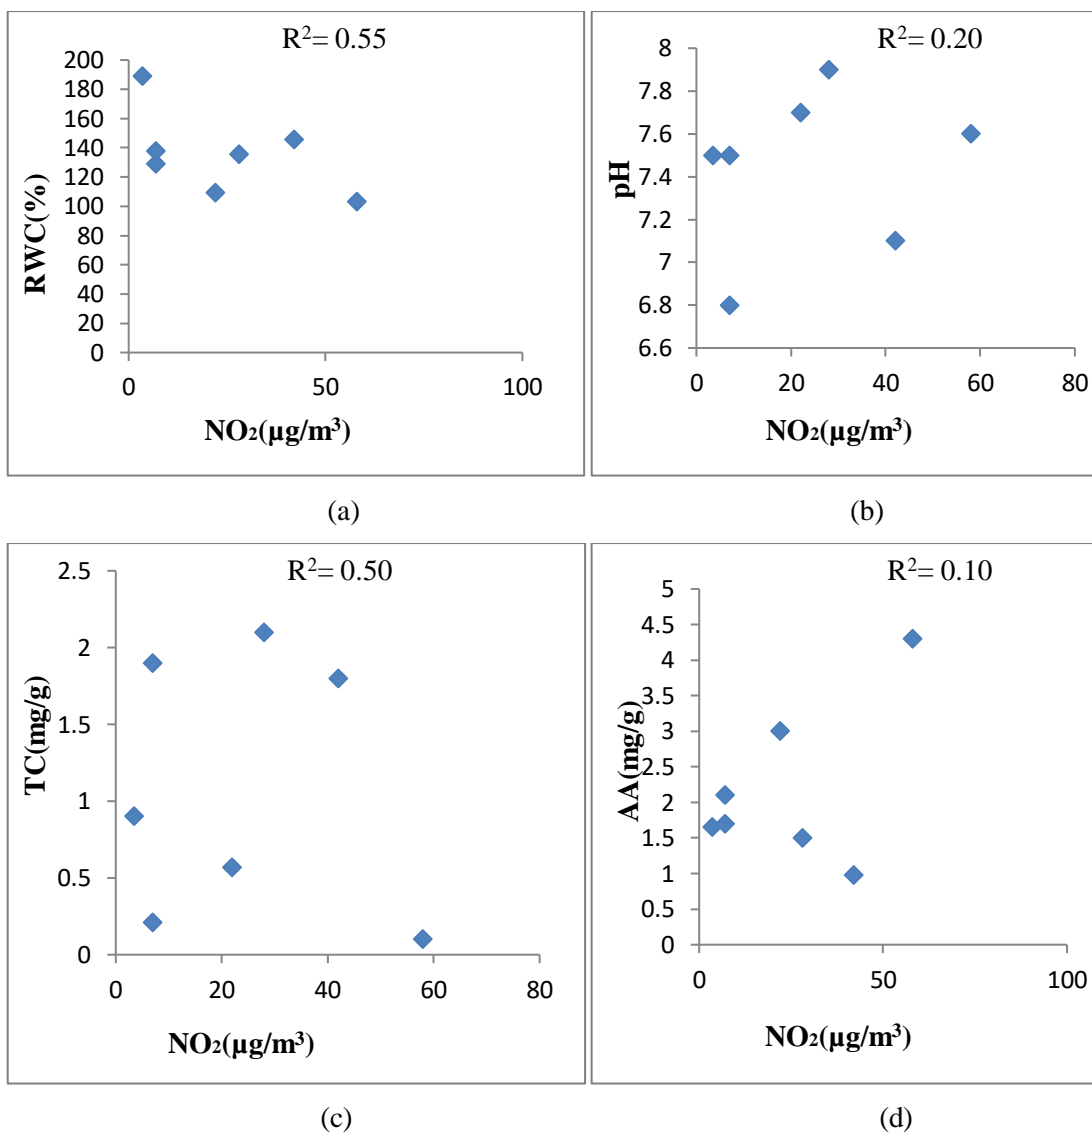 R²= 0.55
200
180
160
140
120
100
80
60
40
20
0
RWC(%)
0 50 100
NO₂(µg/m³)
(a)
R²= 0.20
8
7.8
7.6
7.4
7.2
7
6.8
6.6
pH
0 20 40 60 80
NO₂(µg/m³)
(b)
R²= 0.50
2.5
2
1.5
1
0.5
0
TC(mg/g)
0 20 40 60 80
NO₂(µg/m³)
(c)
R²= 0.10
5
4.5
4
3.5
3
2.5
2
1.5
1
0.5
0
AA(mg/g)
0 50 100
NO₂(µg/m³)
(d)